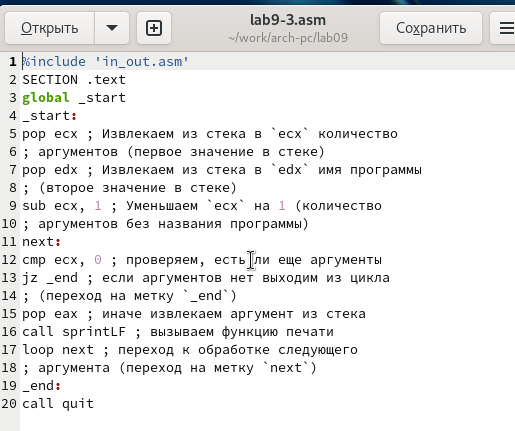 Открыть
lab9-3.asm
~/work/arch-pc/lab09
Сохранить
1 %include 'in_out.asm'
2 SECTION .text
3 global _start
4 _start:
5 pop ecx ; Извлекаем из стека в `ecx` количество
6 ; аргументов (первое значение в стеке)
7 pop edx ; Извлекаем из стека в `edx` имя программы
8 ; (второе значение в стеке)
9 sub ecx, 1 ; Уменьшаем `ecx` на 1 (количество
10 ; аргументов без названия программы)
11 next:
12 cmp ecx, 0 ; проверяем, есть ли еще аргументы
13 jz _end ; если аргументов нет выходим из цикла
14 ; (переход на метку `_end`)
15 pop eax ; иначе извлекаем аргумент из стека
16 call sprintLF ; вызываем функцию печати
17 loop next ; переход к обработке следующего
18 ; аргумента (переход на метку `next`)
19 _end:
20 call quit